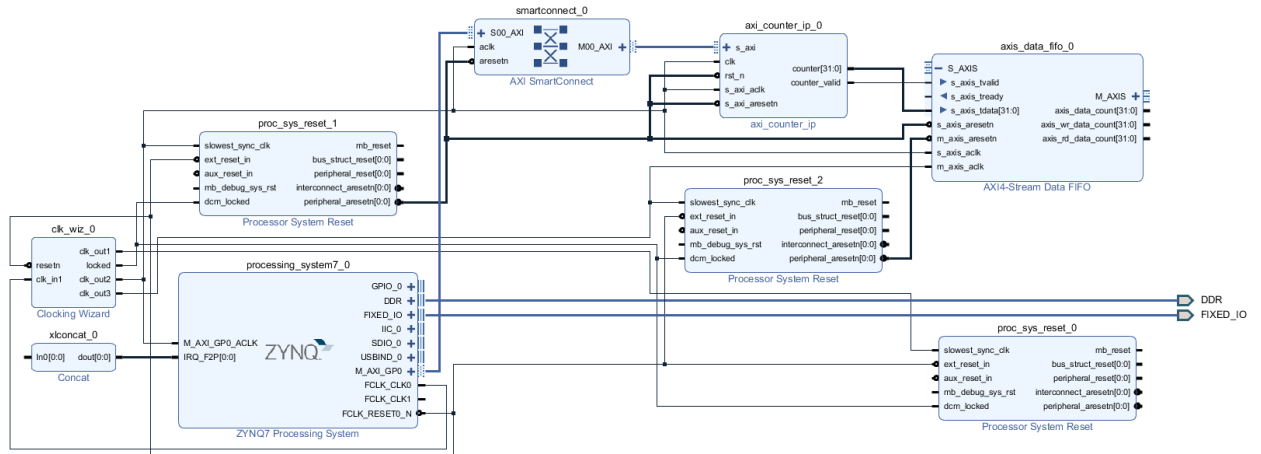 smartconnect_0
S00_AXI
aclk
aresetn
M00_AXI
AXI SmartConnect
axi_counter_ip_0
s_axi
clk
rst_n
s_axi_aclk
s_axi_aresetn
counter[31:0]
counter_valid
axi_counter_ip
axis_data_fifo_0
S_AXIS
s_axis_tvalid
s_axis_tready
s_axis_tdata[31:0]
s_axis_aresetn
m_axis_aresetn
s_axis_aclk
m_axis_aclk
M_AXIS
axis_data_count[31:0]
axis_wr_data_count[31:0]
axis_rd_data_count[31:0]
AXI4-Stream Data FIFO
proc_sys_reset_1
slowest_sync_clk
ext_reset_in
aux_reset_in
mb_debug_sys_rst
dcm_locked
mb_reset
bus_struct_reset[0:0]
peripheral_reset[0:0]
interconnect_aresetn[0:0]
peripheral_aresetn[0:0]
Processor System Reset
proc_sys_reset_2
slowest_sync_clk
ext_reset_in
aux_reset_in
mb_debug_sys_rst
dcm_locked
mb_reset
bus_struct_reset[0:0]
peripheral_reset[0:0]
interconnect_aresetn[0:0]
peripheral_aresetn[0:0]
Processor System Reset
clk_wiz_0
resetn
clk_in1
clk_out1
locked
clk_out2
clk_out3
Clocking Wizard
processing_system7_0
M_AXI_GP0_ACLK
IRQ_F2P[0:0]
ZYNQ
GPIO_0
DDR
FIXED_IO
IIC_0
SDIO_0
USBIND_0
M_AXI_GP0
FCLK_CLK0
FCLK_CLK1
FCLK_RESET0_N
ZYNQ7 Processing System
xlconcat_0
In0[0:0]
dout[0:0]
Concat
DDR
FIXED_IO
proc_sys_reset_0
slowest_sync_clk
ext_reset_in
aux_reset_in
mb_debug_sys_rst
dcm_locked
mb_reset
bus_struct_reset[0:0]
peripheral_reset[0:0]
interconnect_aresetn[0:0]
peripheral_aresetn[0:0]
Processor System Reset